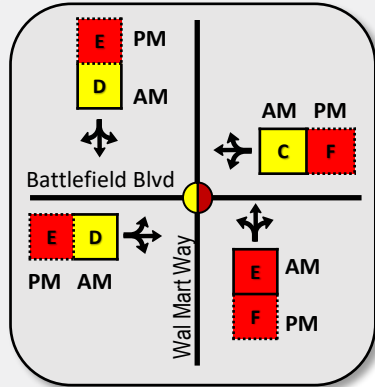 E PM
D AM
AM PM
C F
Battlefield Blvd
E D
PM AM
Wal Mart Way
E AM
F PM